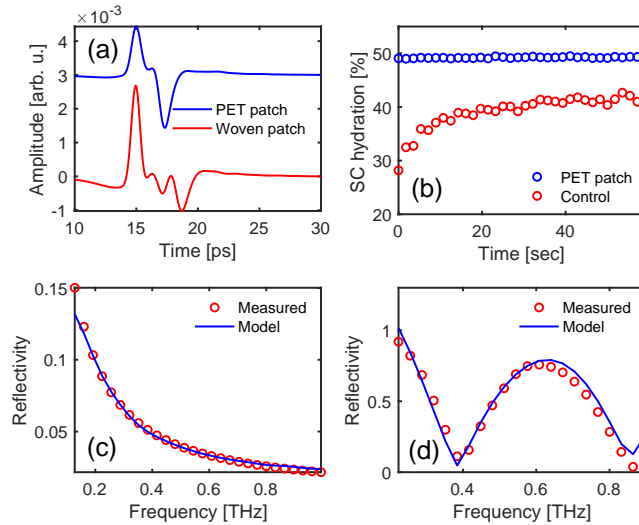 ×10⁻³
4
3
2
1
0
-1
Amplitude [arb. u.]
(a)
PET patch
Woven patch
10 15 20 25 30
Time [ps]
60
50
40
30
20
SC hydration [%]
(b)
PET patch
Control
0 20 40
Time [sec]
0.15
0.1
0.05
Reflectivity
Measured
Model
(c)
0.2 0.4 0.6 0.8
Frequency [THz]
1
0.5
0
Reflectivity
Measured
Model
(d)
0.4 0.6 0.8
Frequency [THz]